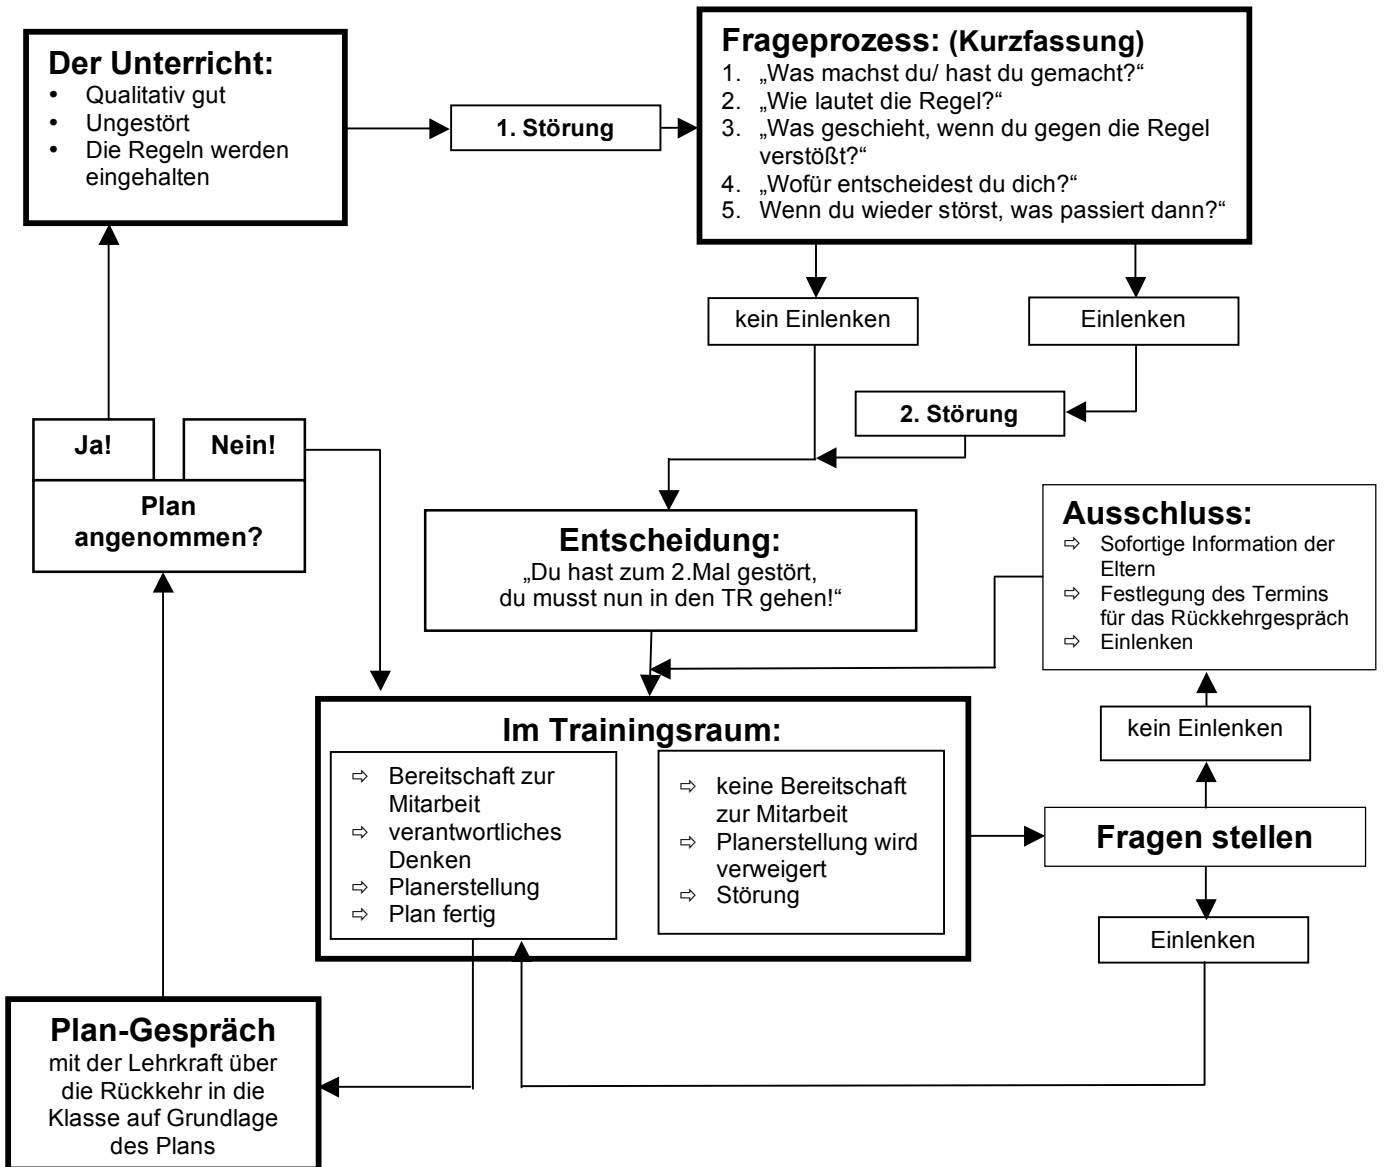 Der Unterricht:
• Qualitativ gut
• Ungestört
• Die Regeln werden
eingehalten
1. Störung
Frageprozess: (Kurzfassung)
1. „Was machst du/ hast du gemacht?“
2. „Wie lautet die Regel?“
3. „Was geschieht, wenn du gegen die Regel
verstößt?“
4. „Wofür entscheidest du dich?“
5. Wenn du wieder störst, was passiert dann?“
kein Einlenken
Einlenken
2. Störung
Ja!
Nein!
Plan
angenommen?
Entscheidung:
„Du hast zum 2.Mal gestört,
du musst nun in den TR gehen!“
Ausschluss:
⇨ Sofortige Information der
Eltern
⇨ Festlegung des Termins
für das Rückkehrgespräch
⇨ Einlenken
kein Einlenken
Im Trainingsraum:
⇨ Bereitschaft zur
Mitarbeit
⇨ verantwortliches
Denken
⇨ Planerstellung
⇨ Plan fertig
⇨ keine Bereitschaft
zur Mitarbeit
⇨ Planerstellung wird
verweigert
⇨ Störung
Fragen stellen
Einlenken
Plan-Gespräch
mit der Lehrkraft über
die Rückkehr in die
Klasse auf Grundlage
des Plans